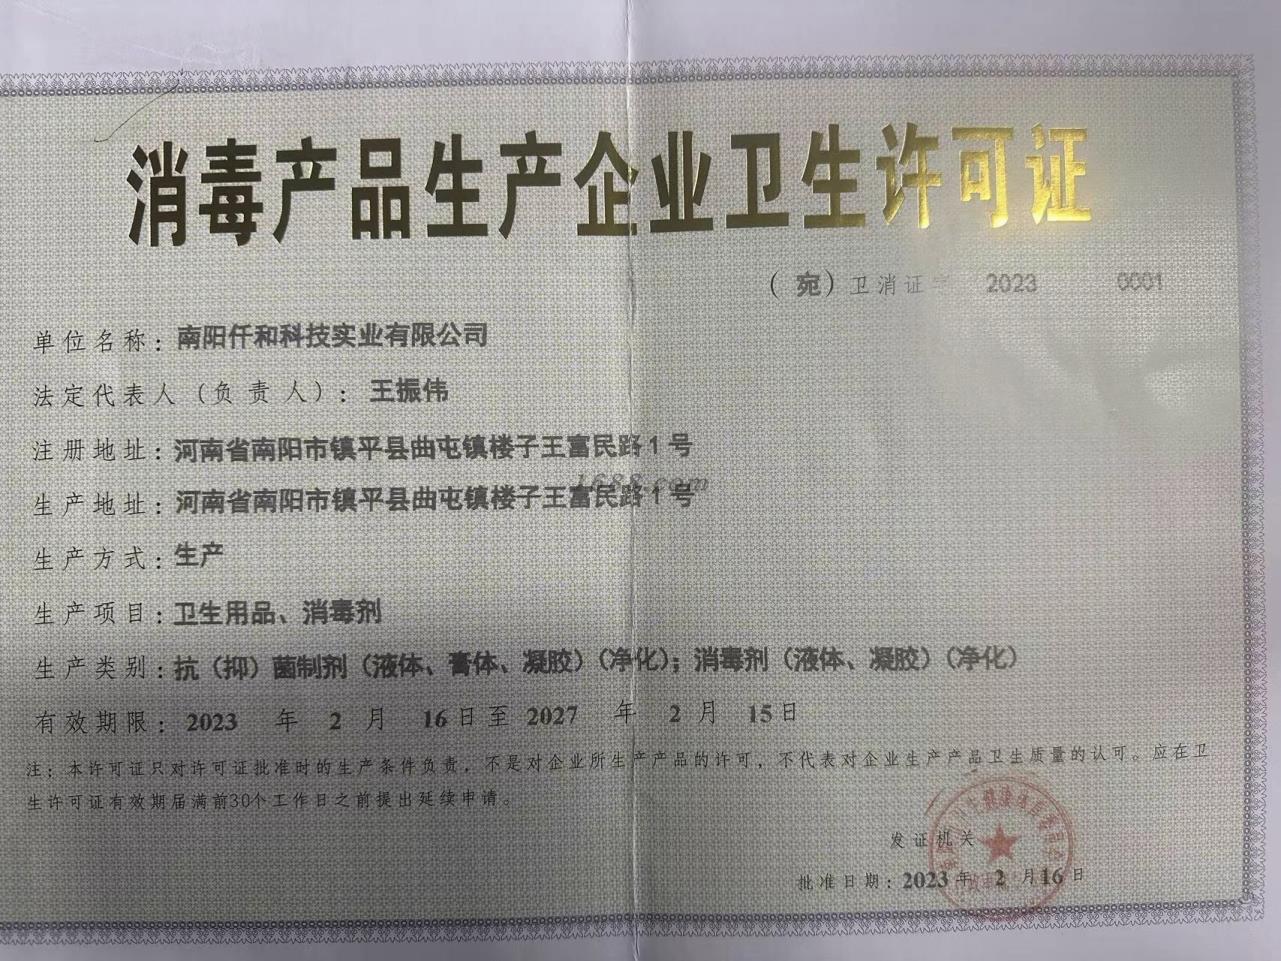 消毒产品生产企业卫生许可证
（宛）卫消证字 2023 0001
单位名称：南阳仟和科技实业有限公司
法定代表人（负责人）：王振伟
注册地址：河南省南阳市镇平县曲屯镇楼子王富民路1号
1688.com
生产地址：河南省南阳市镇平县曲屯镇楼子王富民路1号
生产方式：生产
生产项目：卫生用品、消毒剂
生产类别：抗（抑）菌制剂（液体、膏体、凝胶）（净化）；消毒剂（液体、凝胶）（净化）
有效期限：2023 年 2 月 16日至 2027 年 2 月 15日
注：本许可证只对许可证批准时的生产条件负责，不是对企业所生产产品的许可，不代表对企业生产产品卫生质量的认可。应在卫
生许可证有效期届满前30个工作日之前提出延续申请。
发证机关
批准日期：2023 年 2 月16日